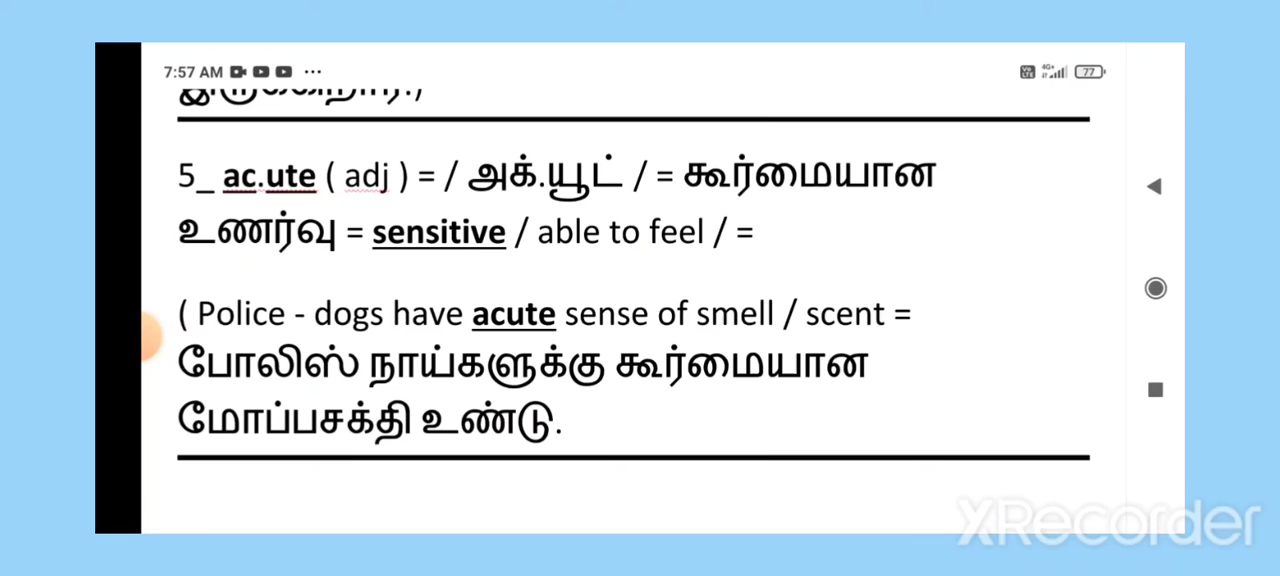 7:57 AM ...
77
5_ ac.ute ( adj ) = / அக்.யூட் / = கூர்மையான
உணர்வு = sensitive / able to feel / =
( Police - dogs have acute sense of smell / scent =
போலிஸ் நாய்களுக்கு கூர்மையான
மோப்பசக்தி உண்டு.
XRecorder